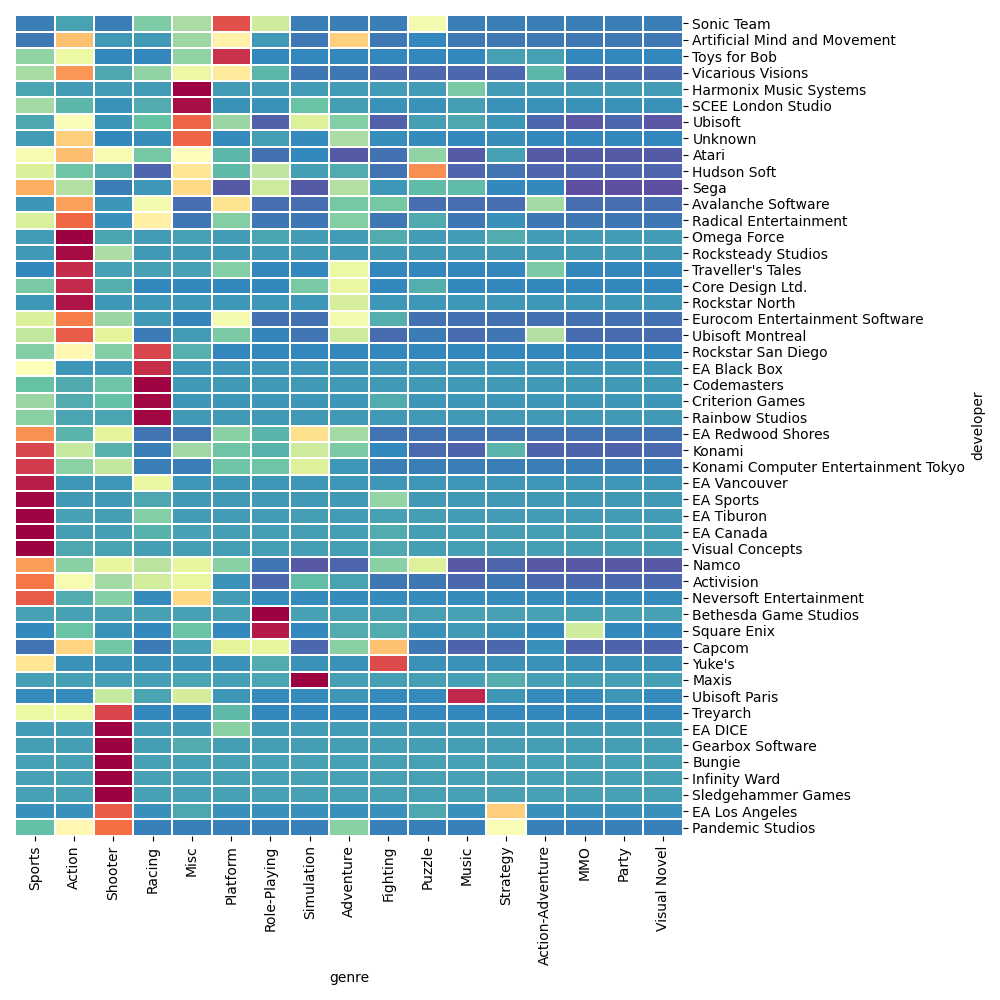 Sonic Team
Artificial Mind and Movement
Toys for Bob
Vicarious Visions
Harmonix Music Systems
SCEE London Studio
Ubisoft
Unknown
Atari
Hudson Soft
Sega
Avalanche Software
Radical Entertainment
Omega Force
Rocksteady Studios
Traveller's Tales
Core Design Ltd.
Rockstar North
Eurocom Entertainment Software
Ubisoft Montreal
Rockstar San Diego
EA Black Box
Codemasters
Criterion Games
Rainbow Studios
EA Redwood Shores
Konami
Konami Computer Entertainment Tokyo
EA Vancouver
EA Sports
EA Tiburon
EA Canada
Visual Concepts
Namco
Activision
Neversoft Entertainment
Bethesda Game Studios
Square Enix
Capcom
Yuke's
Maxis
Ubisoft Paris
Treyarch
EA DICE
Gearbox Software
Bungie
Infinity Ward
Sledgehammer Games
EA Los Angeles
Pandemic Studios
developer
Sports
Action
Shooter
Racing
Misc
Platform
Role-Playing
Simulation
Adventure
Fighting
Puzzle
Music
Strategy
Action-Adventure
MMO
Party
Visual Novel
genre